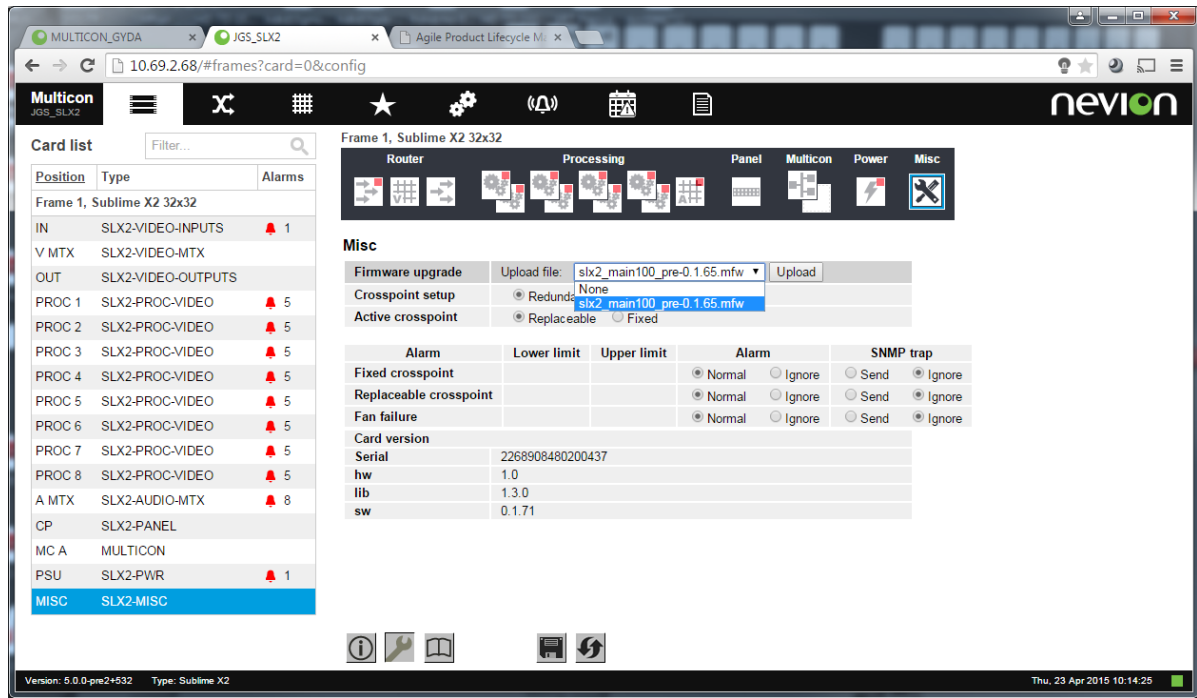 MULTICON_GYDA
JGS_SLX2
Agile Product Lifecycle M
10.69.2.68/#frames?card=0&config
Multicon
JGS_SLX2
nevion
Card list
Filter...
Position Type Alarms
Frame 1, Sublime X2 32x32
IN SLX2-VIDEO-INPUTS 1
V MTX SLX2-VIDEO-MTX
OUT SLX2-VIDEO-OUTPUTS
PROC 1 SLX2-PROC-VIDEO 5
PROC 2 SLX2-PROC-VIDEO 5
PROC 3 SLX2-PROC-VIDEO 5
PROC 4 SLX2-PROC-VIDEO 5
PROC 5 SLX2-PROC-VIDEO 5
PROC 6 SLX2-PROC-VIDEO 5
PROC 7 SLX2-PROC-VIDEO 5
PROC 8 SLX2-PROC-VIDEO 5
A MTX SLX2-AUDIO-MTX 8
CP SLX2-PANEL
MC A MULTICON
PSU SLX2-PWR 1
MISC SLX2-MISC
Frame 1, Sublime X2 32x32
Router Processing Panel Multicon Power Misc
V
A
Misc
Firmware upgrade Upload file: slx2_main100_pre-0.1.65.mfw Upload
None
slx2_main100_pre-0.1.65.mfw
Crosspoint setup Redunda
Active crosspoint Replaceable Fixed
Alarm Lower limit Upper limit Alarm SNMP trap
Fixed crosspoint Normal Ignore Send Ignore
Replaceable crosspoint Normal Ignore Send Ignore
Fan failure Normal Ignore Send Ignore
Card version
Serial 2268908480200437
hw 1.0
lib 1.3.0
sw 0.1.71
Version: 5.0.0-pre2+532 Type: Sublime X2
Thu, 23 Apr 2015 10:14:25